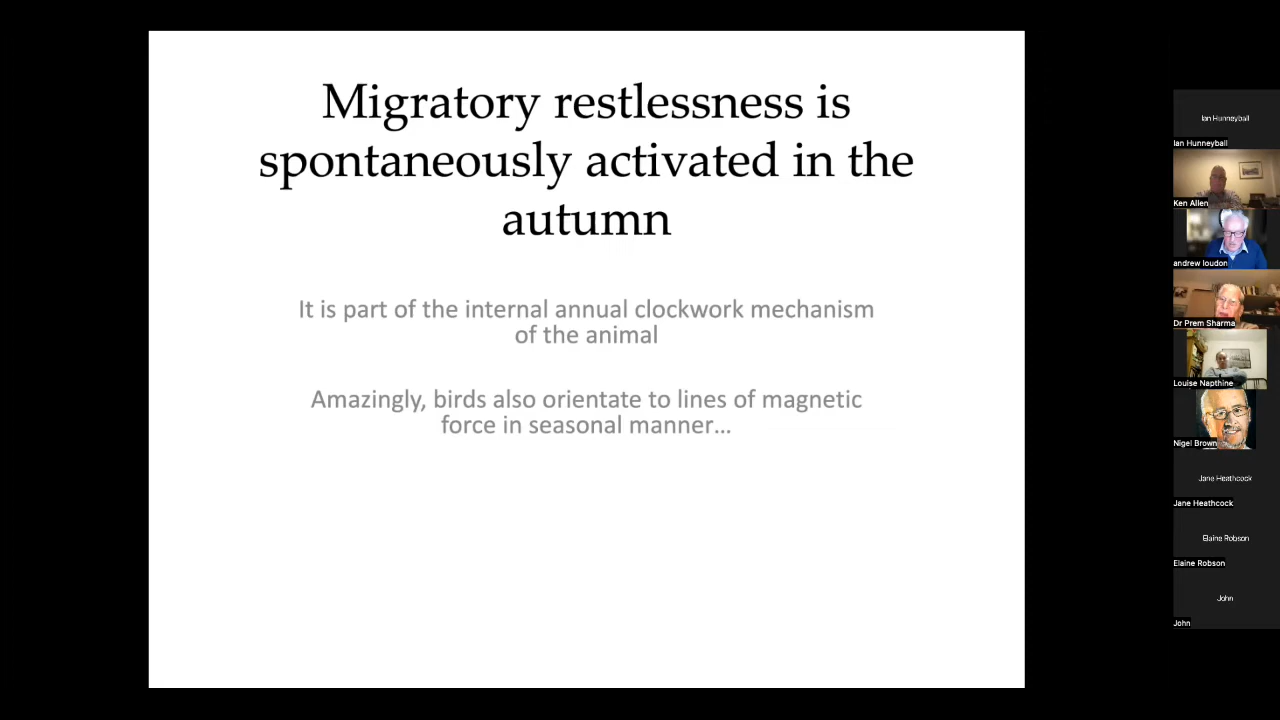 Migratory restlessness is
spontaneously activated in the
autumn
It is part of the internal annual clockwork mechanism
of the animal
Amazingly, birds also orientate to lines of magnetic
force in seasonal manner…
Ian Hunneyball
Ian Hunneyball
Ken Allen
andrew loudon
Dr Prem Sharma
Louise Napthine
Nigel Brown
Jane Heathcock
Jane Heathcock
Elaine Robson
Elaine Robson
John
John